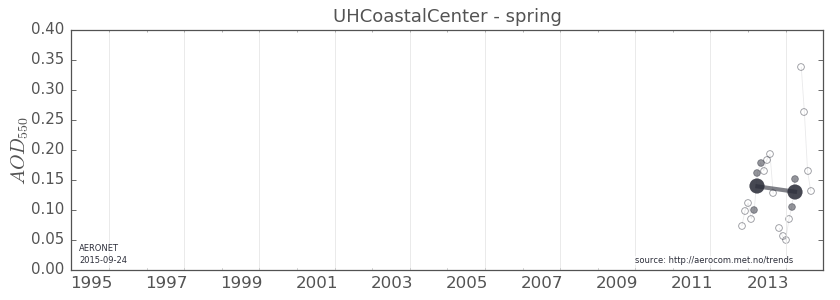 UHCoastalCenter - spring
0.40
0.35
0.30
0.25
0.20
0.15
0.10
0.05
0.00
AOD550
AERONET
2015-09-24
source: http://aerocom.met.no/trends
1995 1997 1999 2001 2003 2005 2007 2009 2011 2013